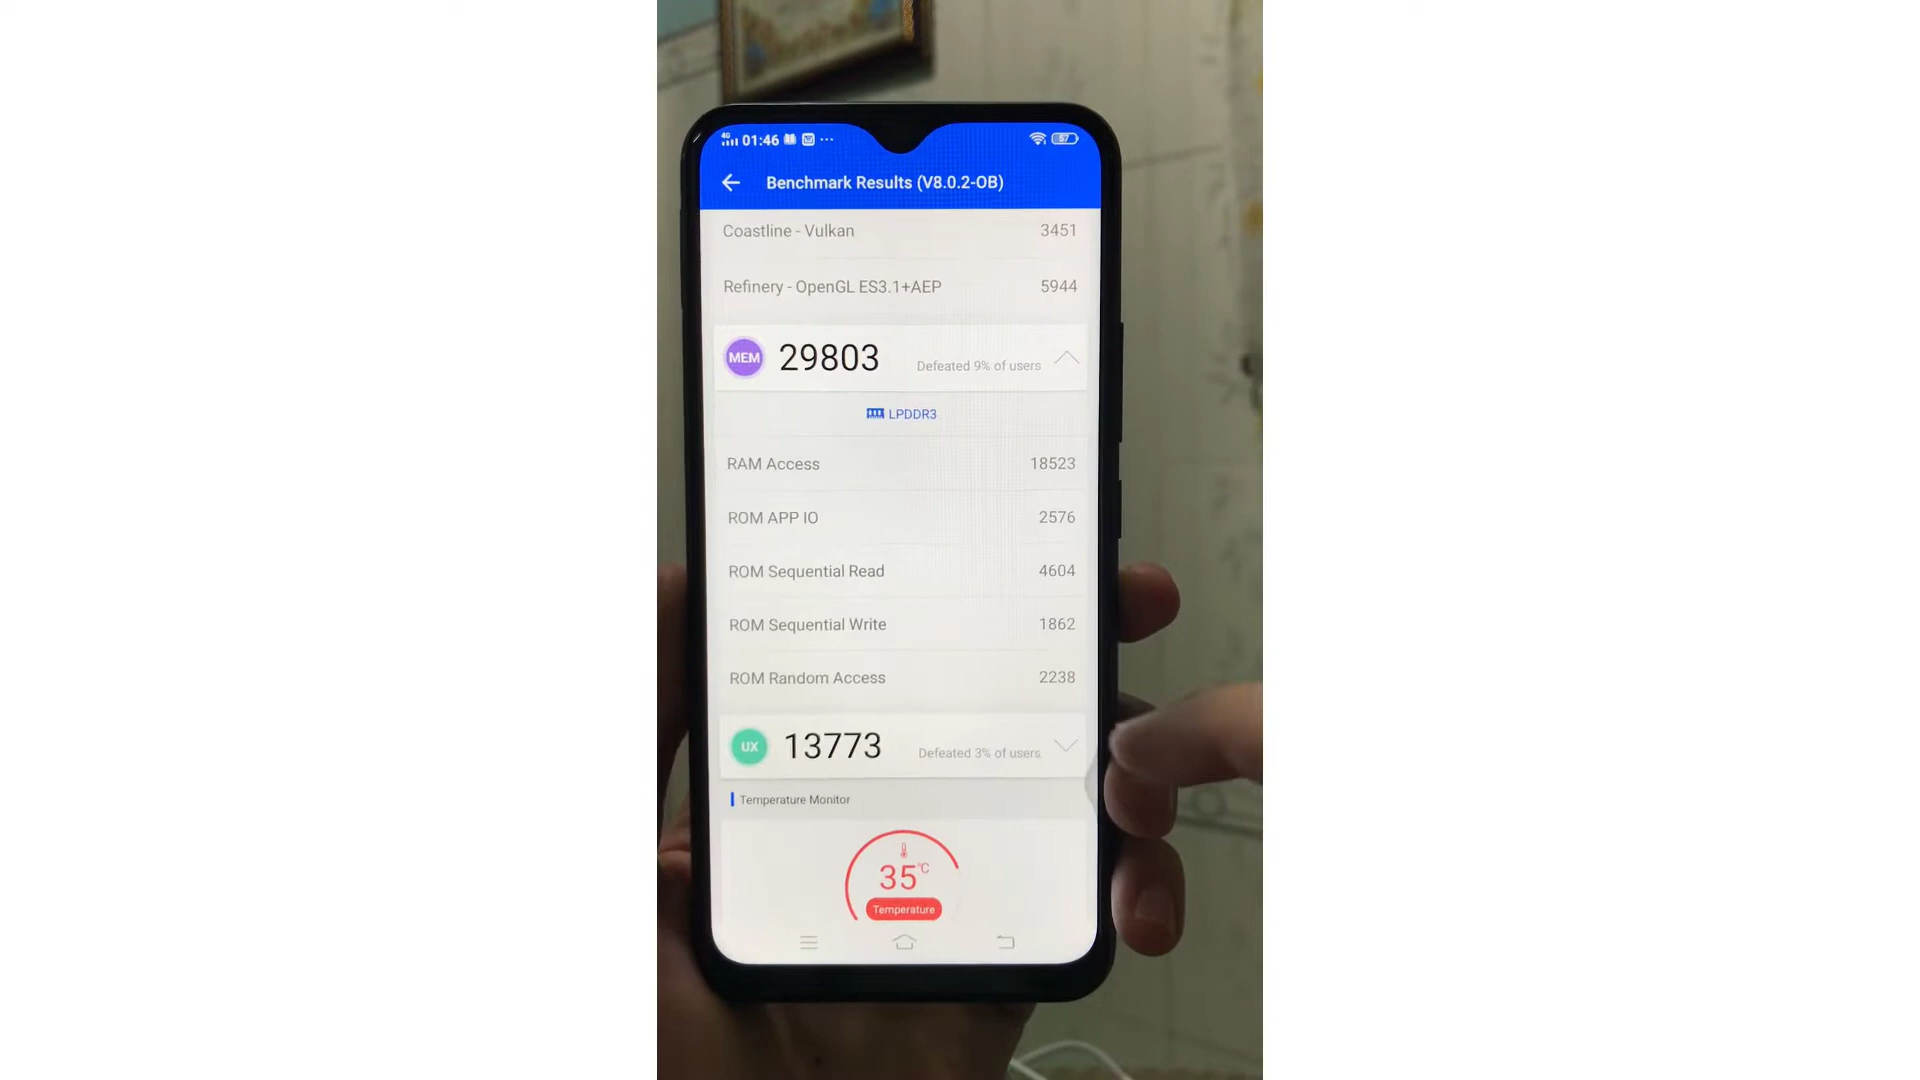 4G 01:46 ... 57
Benchmark Results (V8.0.2-OB)
Coastline - Vulkan 3451
Refinery - OpenGL ES3.1+AEP 5944
MEM 29803 Defeated 9% of users
LPDDR3
RAM Access 18523
ROM APP IO 2576
ROM Sequential Read 4604
ROM Sequential Write 1862
ROM Random Access 2238
UX 13773 Defeated 3% of users
Temperature Monitor
35°C
Temperature